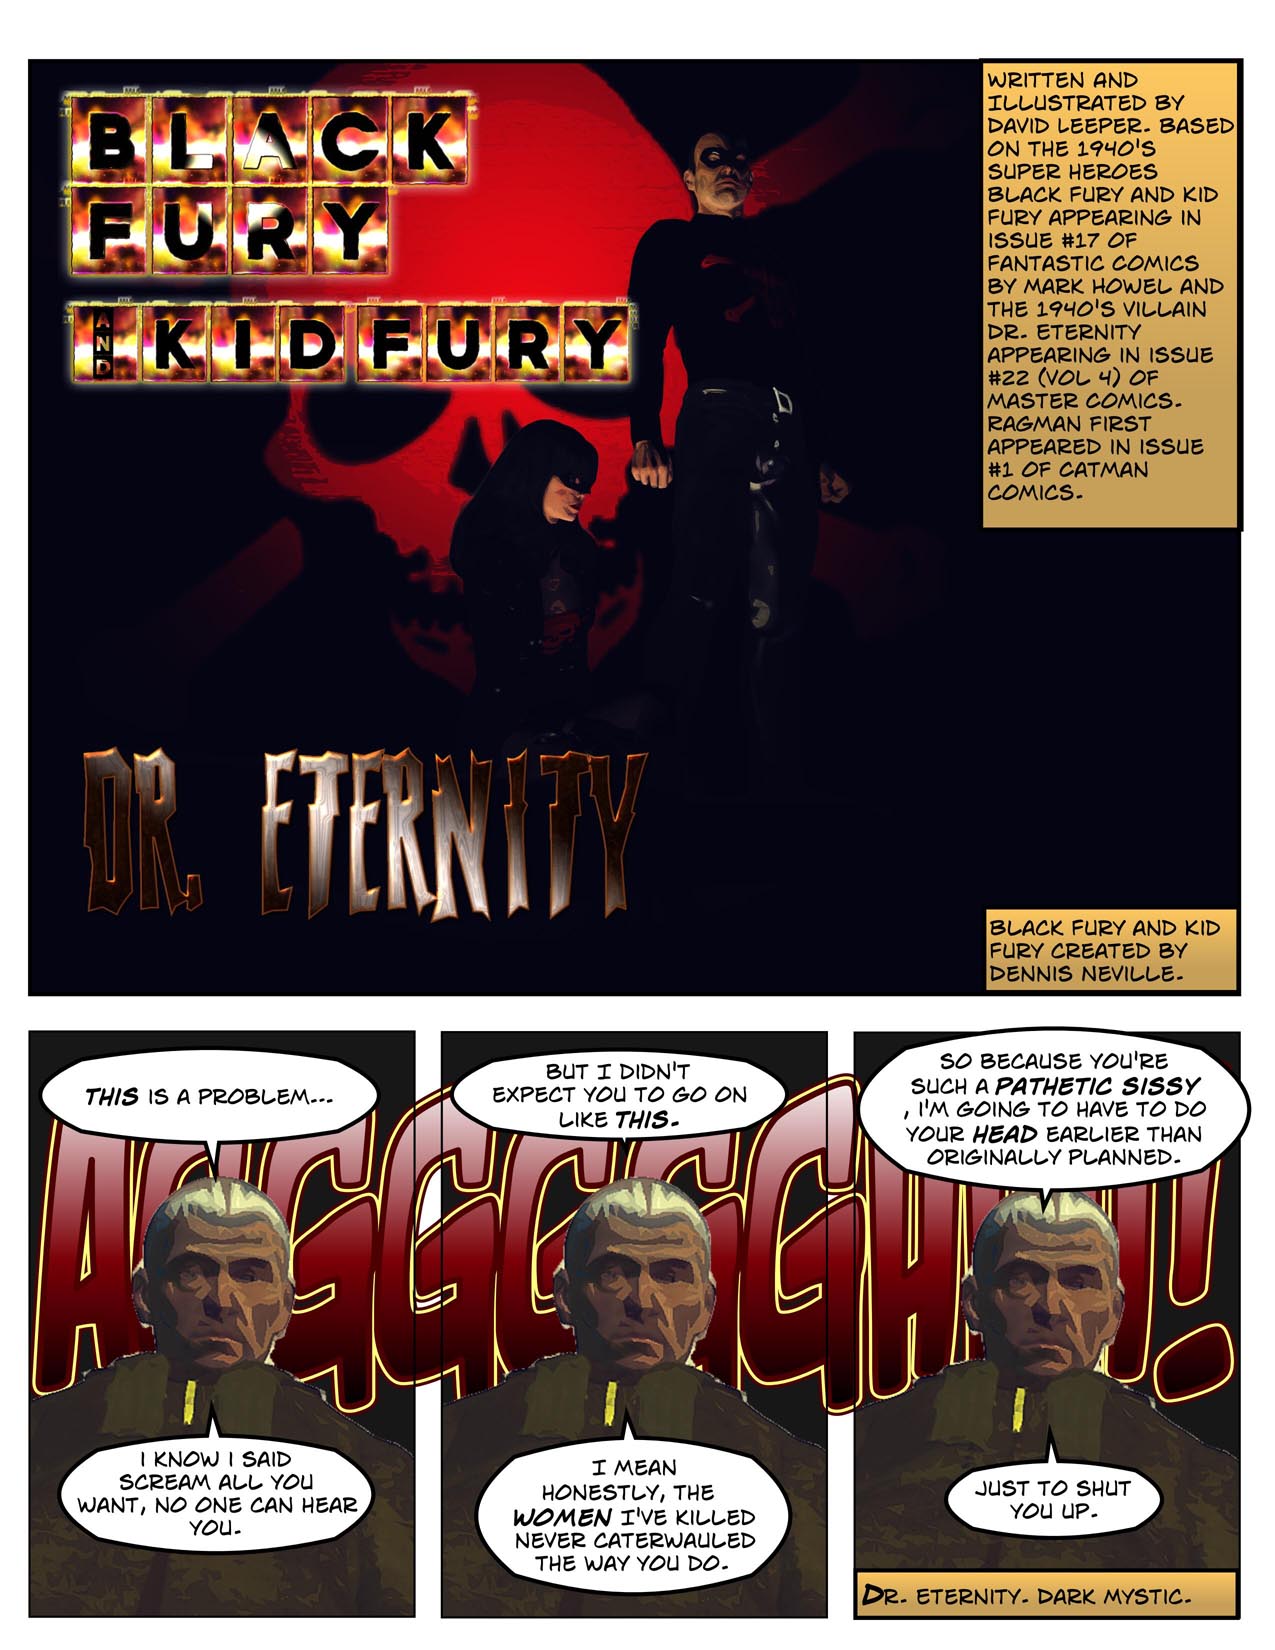 BLACK
FURY
AND KID FURY
DR. ETERNITY
WRITTEN AND
ILLUSTRATED BY
DAVID LEEPER. BASED
ON THE 1940'S
SUPER HEROES
BLACK FURY AND KID
FURY APPEARING IN
ISSUE #17 OF
FANTASTIC COMICS
BY MARK HOWEL AND
THE 1940'S VILLAIN
DR. ETERNITY
APPEARING IN ISSUE
#22 (VOL 4) OF
MASTER COMICS.
RAGMAN FIRST
APPEARED IN ISSUE
#1 OF CATMAN
COMICS.
BLACK FURY AND KID
FURY CREATED BY
DENNIS NEVILLE.
THIS IS A PROBLEM...
I KNOW I SAID
SCREAM ALL YOU
WANT, NO ONE CAN HEAR
YOU.
BUT I DIDN'T
EXPECT YOU TO GO ON
LIKE THIS.
I MEAN
HONESTLY, THE
WOMEN I'VE KILLED
NEVER CATERWAULED
THE WAY YOU DO.
SO BECAUSE YOU'RE
SUCH A PATHETIC SISSY
, I'M GOING TO HAVE TO DO
YOUR HEAD EARLIER THAN
ORIGINALLY PLANNED.
JUST TO SHUT
YOU UP.
DR. ETERNITY. DARK MYSTIC.